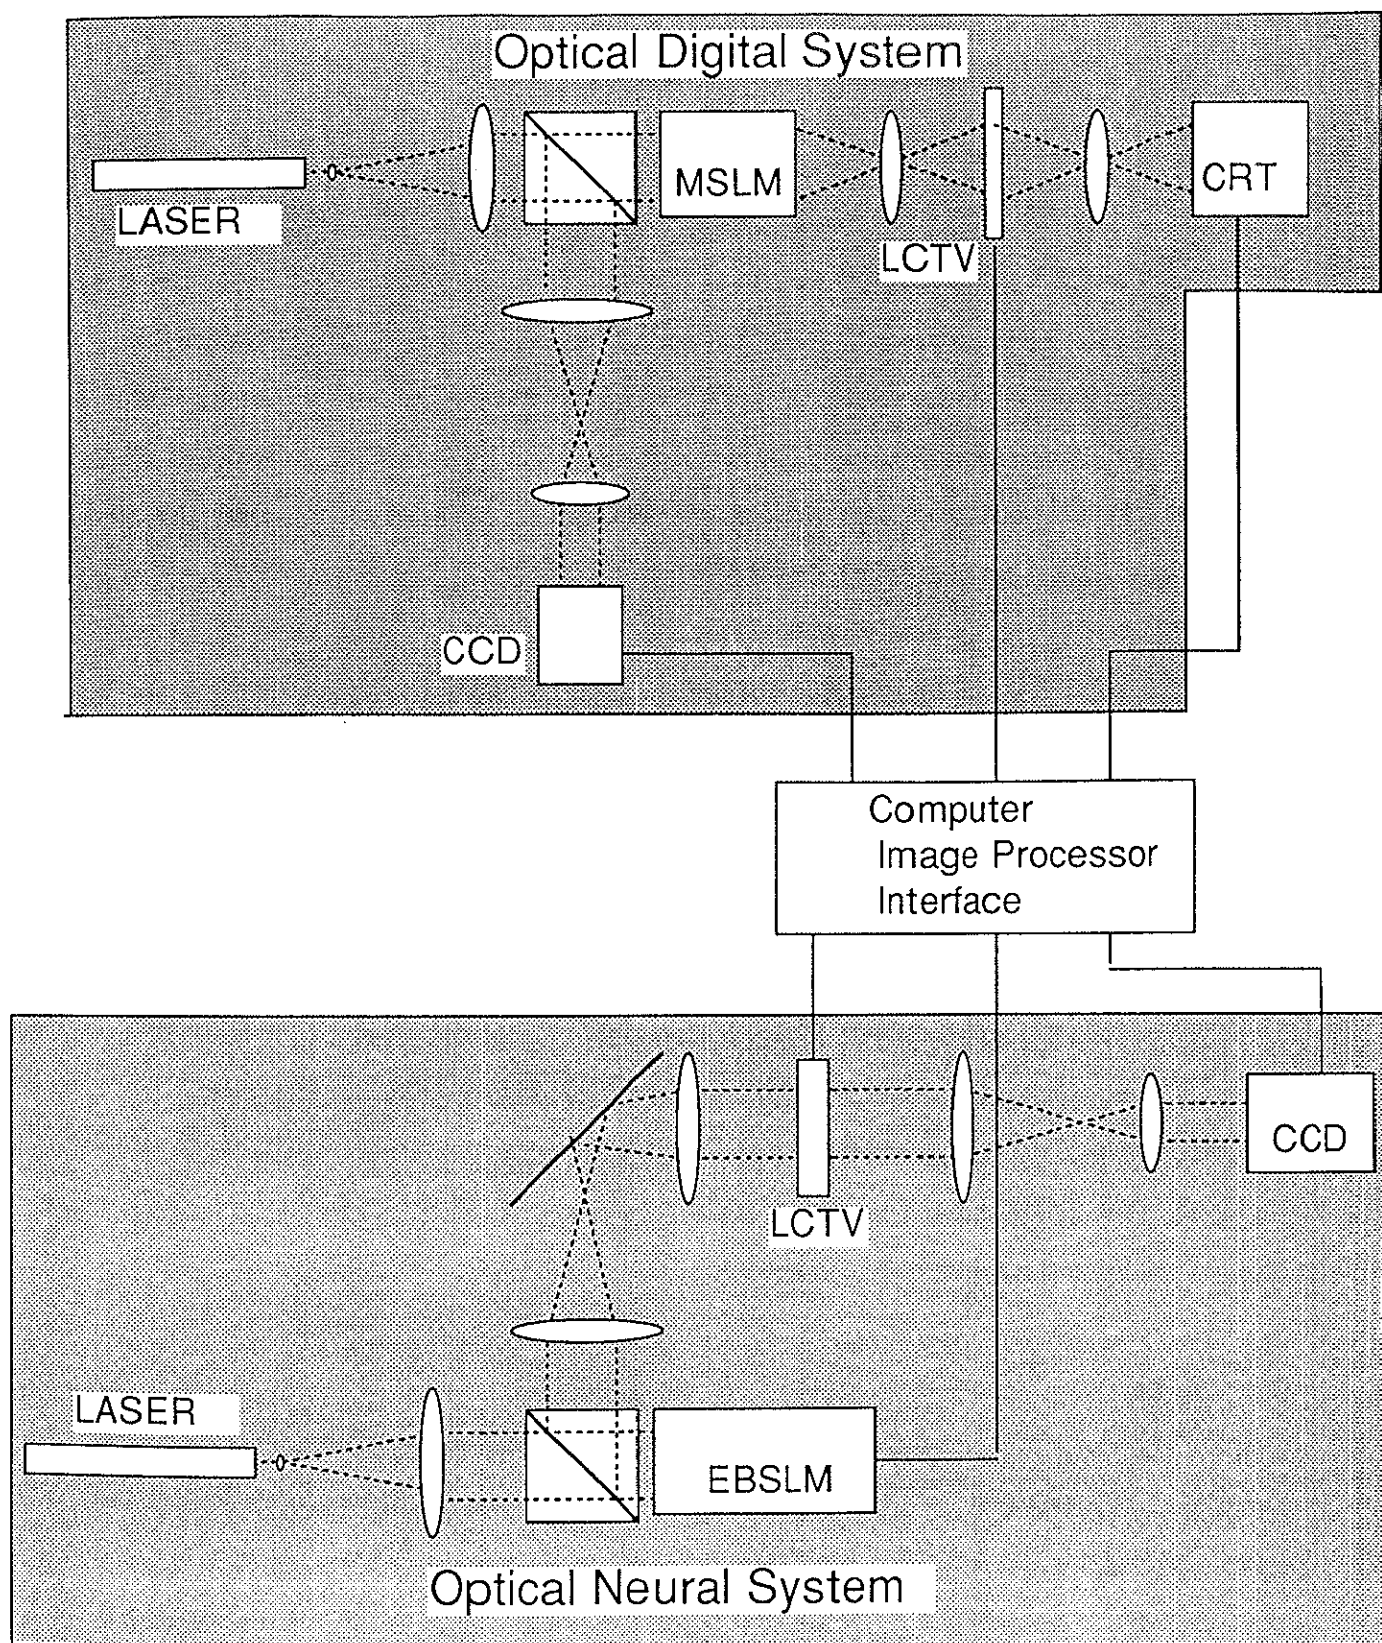 Optical Digital System
LASER
MSLM
LCTV
CRT
CCD
Computer
Image Processor
Interface
CCD
LCTV
LASER
EBSLM
Optical Neural System